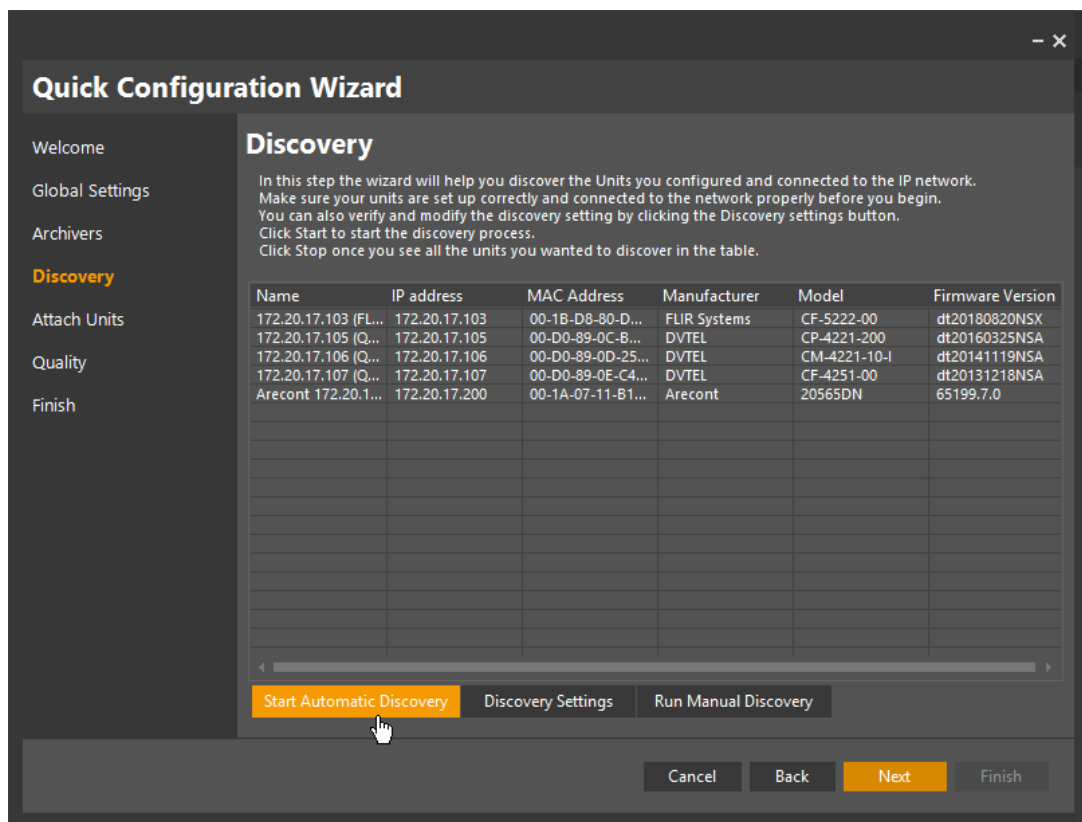 Quick Configuration Wizard
Welcome
Global Settings
Archivers
Discovery
Attach Units
Quality
Finish
Discovery
In this step the wizard will help you discover the Units you configured and connected to the IP network.
Make sure your units are set up correctly and connected to the network properly before you begin.
You can also verify and modify the discovery setting by clicking the Discovery settings button.
Click Start to start the discovery process.
Click Stop once you see all the units you wanted to discover in the table.
Name IP address MAC Address Manufacturer Model Firmware Version
172.20.17.103 (FL... 172.20.17.103 00-1B-D8-80-D... FLIR Systems CF-5222-00 dt20180820NSX
172.20.17.105 (Q... 172.20.17.105 00-D0-89-0C-B... DVTEL CP-4221-200 dt20160325NSA
172.20.17.106 (Q... 172.20.17.106 00-D0-89-0D-25... DVTEL CM-4221-10-I dt20141119NSA
172.20.17.107 (Q... 172.20.17.107 00-D0-89-0E-C4... DVTEL CF-4251-00 dt20131218NSA
Arecont 172.20.1... 172.20.17.200 00-1A-07-11-B1... Arecont 20565DN 65199.7.0
Start Automatic Discovery Discovery Settings Run Manual Discovery
Cancel Back Next Finish